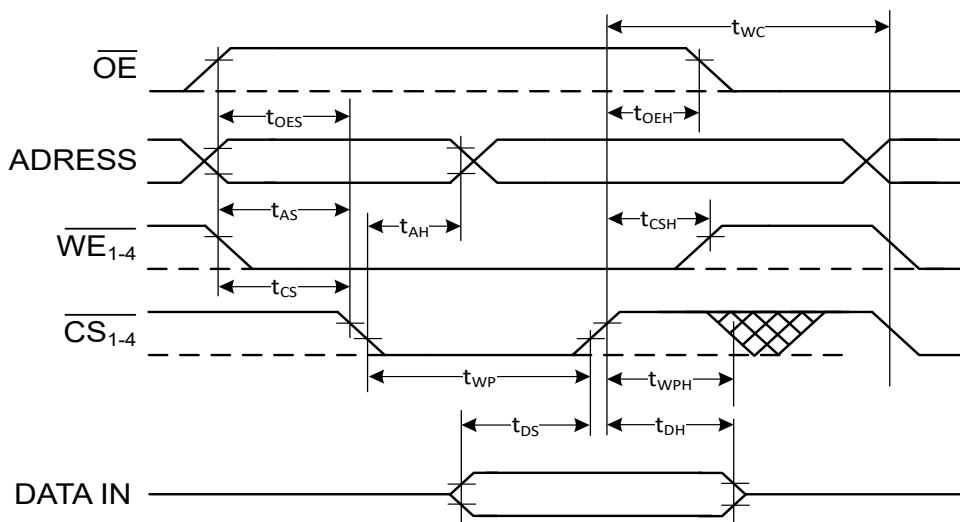 tWC
OE
tOES
tOEH
ADRESS
tAS
tAH
tCSH
WE1-4
tCS
CS1-4
tWP
tWPH
tDS
tDH
DATA IN